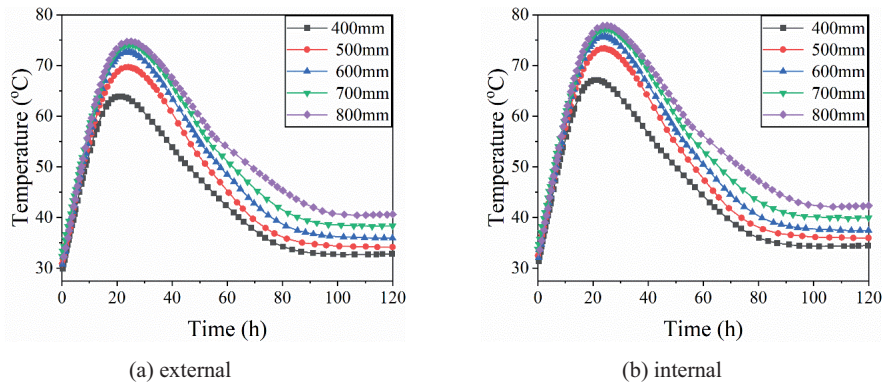 80
70
60
50
40
30
Temperature (°C)
400mm
500mm
600mm
700mm
800mm
0 20 40 60 80 100 120
Time (h)
(a) external
80
70
60
50
40
30
Temperature (°C)
400mm
500mm
600mm
700mm
800mm
0 20 40 60 80 100 120
Time (h)
(b) internal